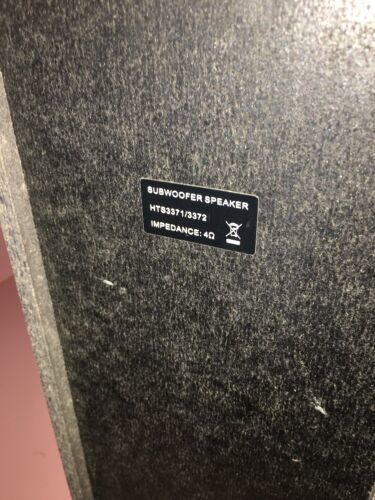 SUBWOOFER SPEAKER
HTS3371/3372
IMPEDANCE: 4Ω